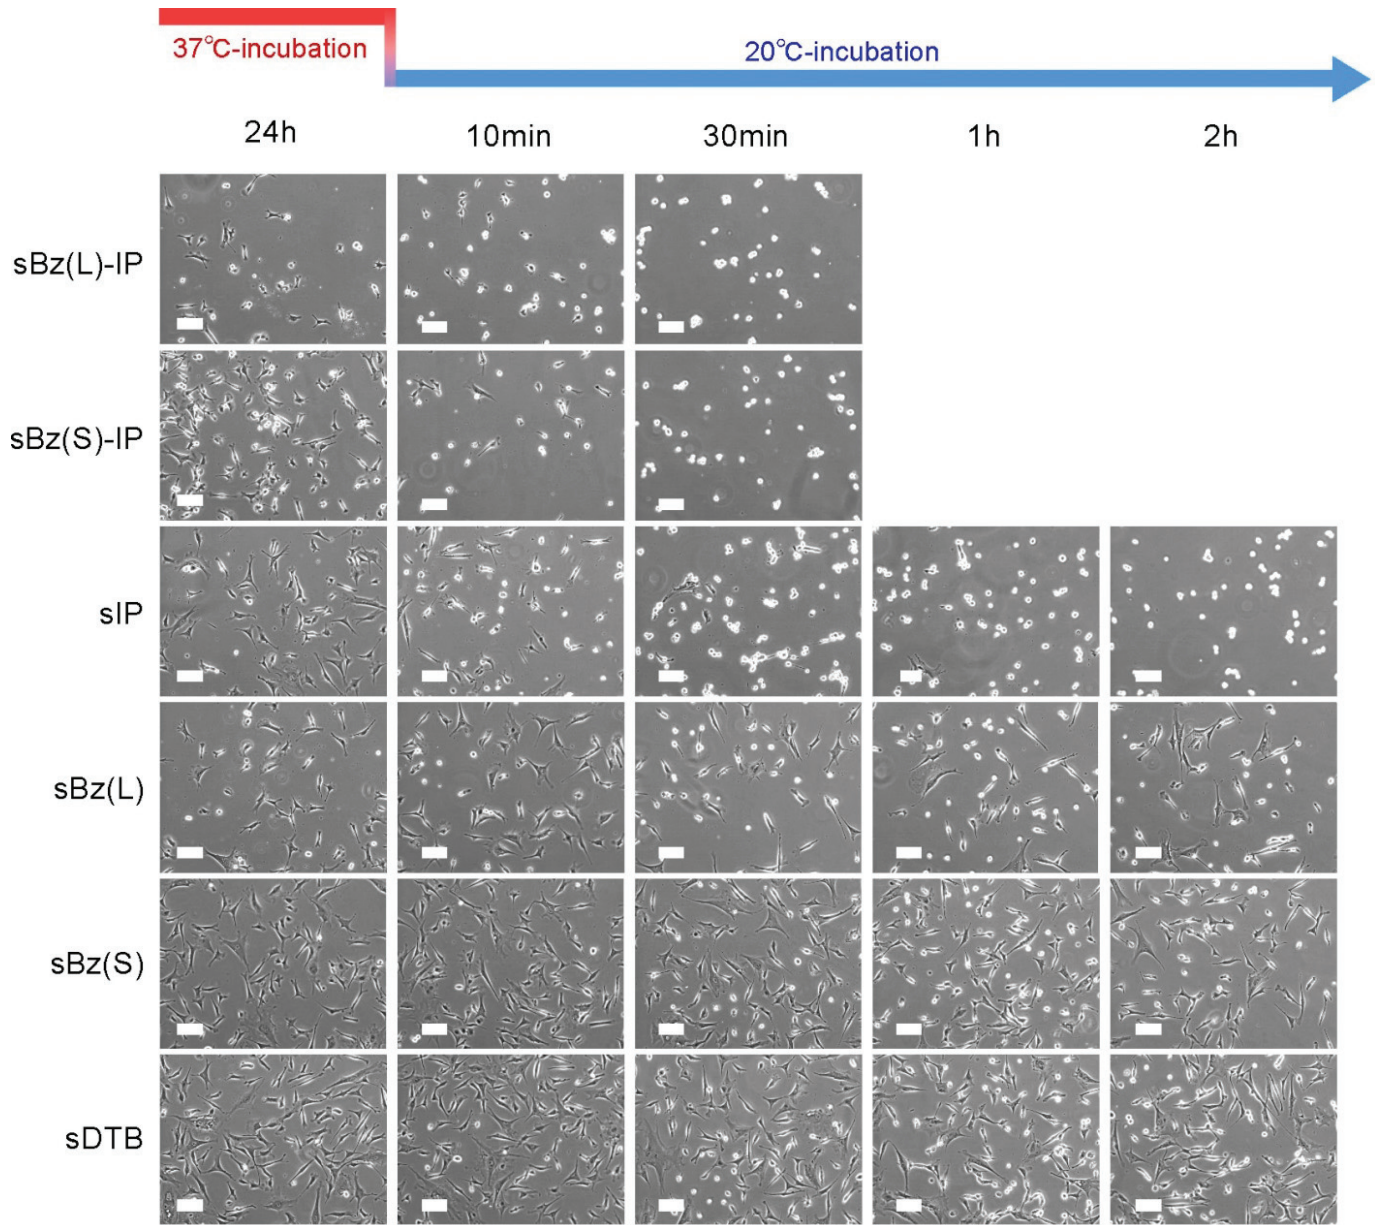 37°C-incubation
20°C-incubation
24h
10min
30min
1h
2h
sBz(L)-IP
sBz(S)-IP
sIP
sBz(L)
sBz(S)
sDTB